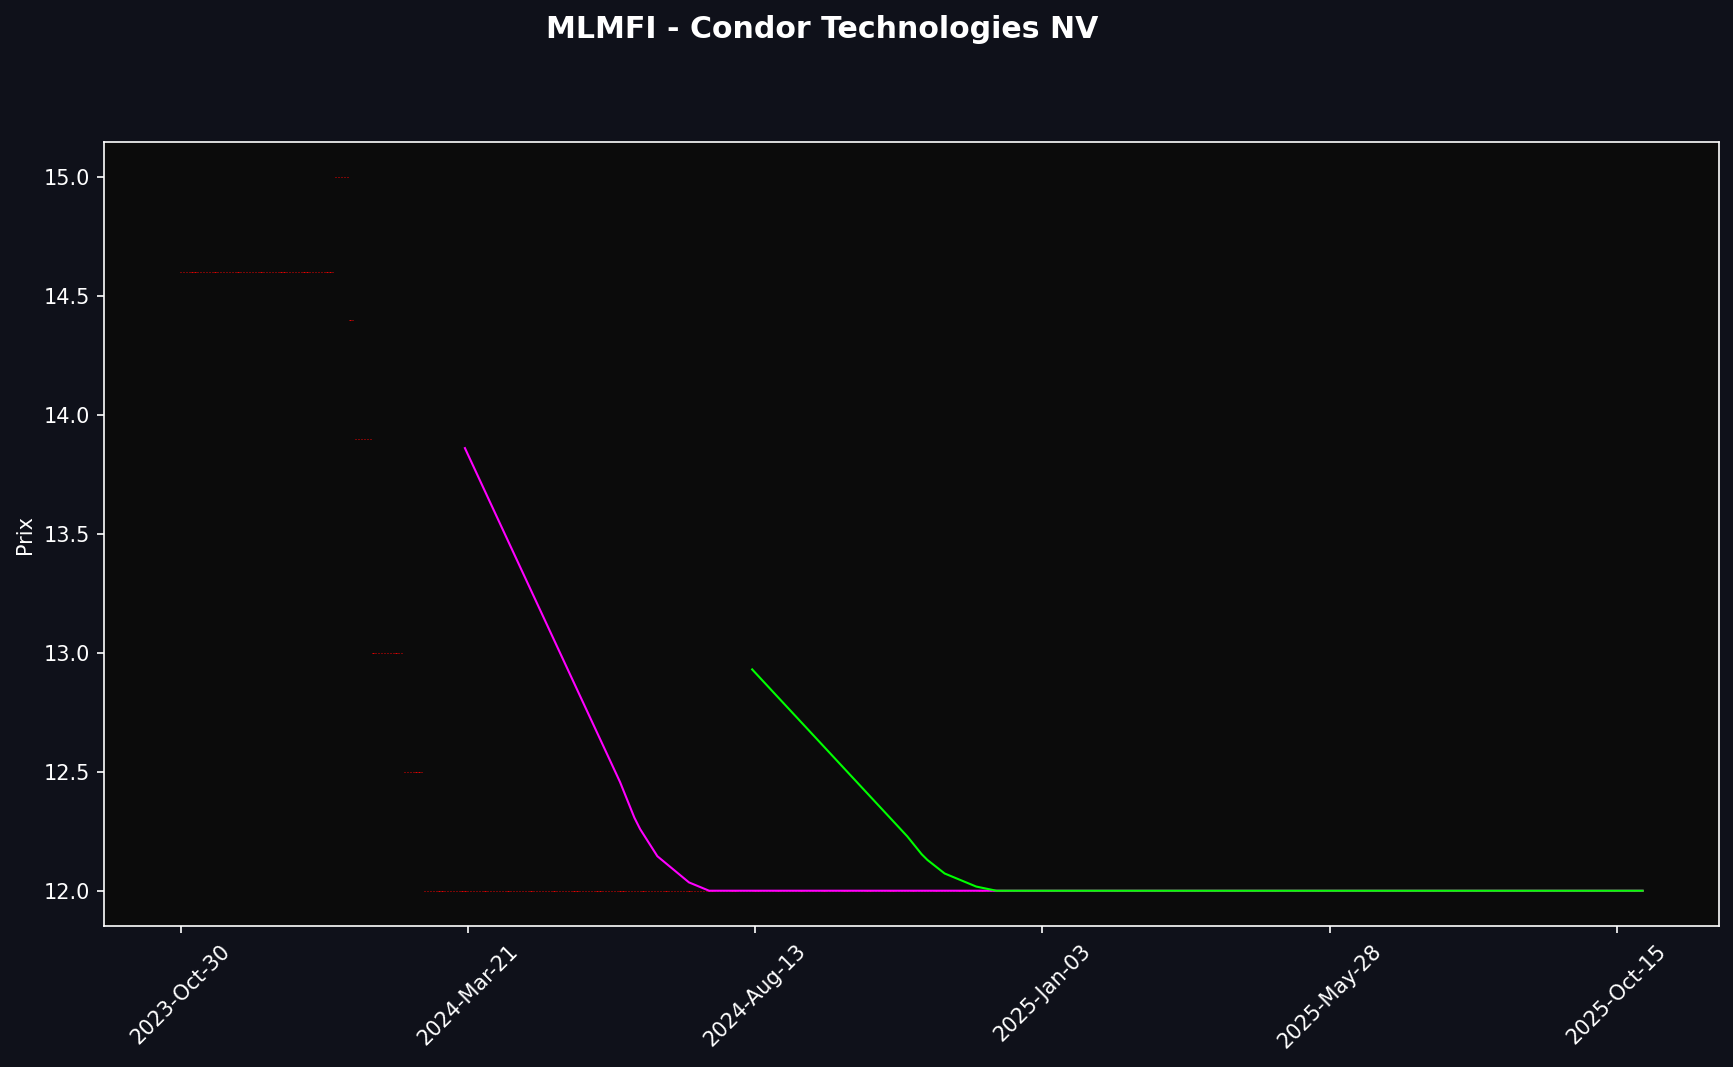 MLMFI - Condor Technologies NV
Prix
15.0
14.5
14.0
13.5
13.0
12.5
12.0
2023-Oct-30
2024-Mar-21
2024-Aug-13
2025-Jan-03
2025-May-28
2025-Oct-15